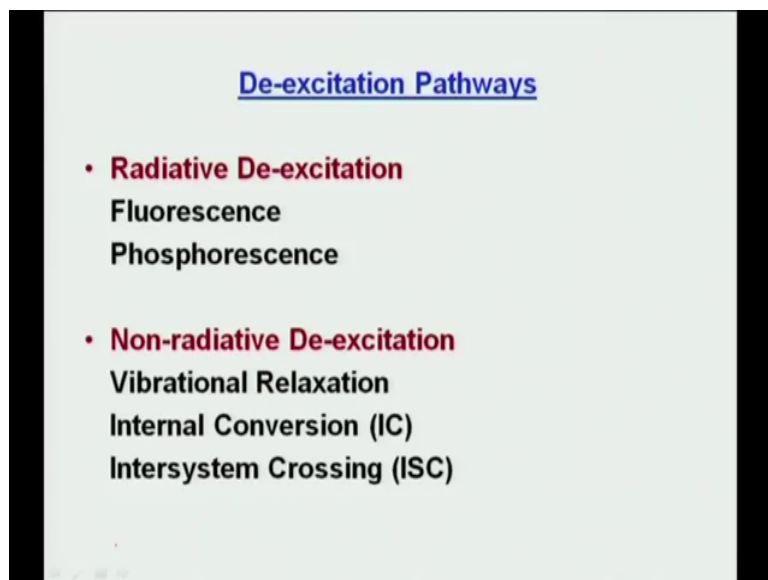 De-excitation Pathways
• Radiative De-excitation
Fluorescence
Phosphorescence
• Non-radiative De-excitation
Vibrational Relaxation
Internal Conversion (IC)
Intersystem Crossing (ISC)